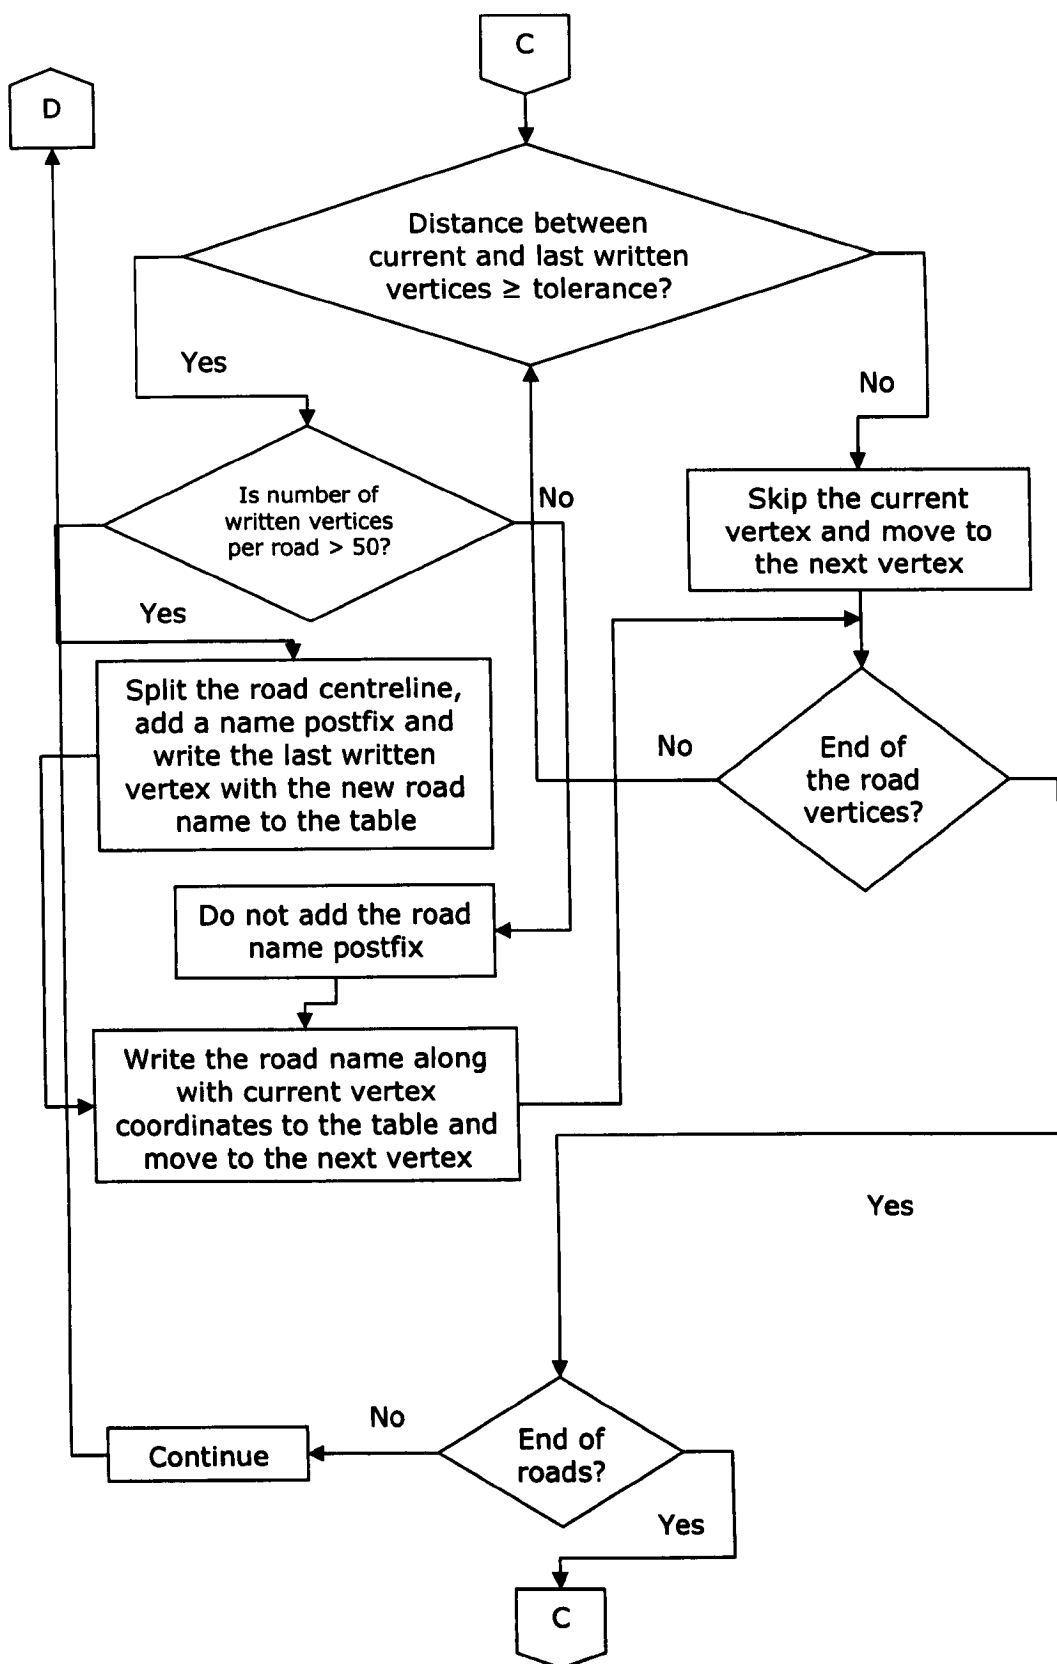 C
D
Distance between
current and last written
vertices ≥ tolerance?
Yes
No
Is number of
written vertices
per road > 50?
No
Skip the current
vertex and move to
the next vertex
Yes
Split the road centreline,
add a name postfix and
write the last written
vertex with the new road
name to the table
No
End of
the road
vertices?
Do not add the road
name postfix
Write the road name along
with current vertex
coordinates to the table and
move to the next vertex
Yes
No
Continue
End of
roads?
Yes
C